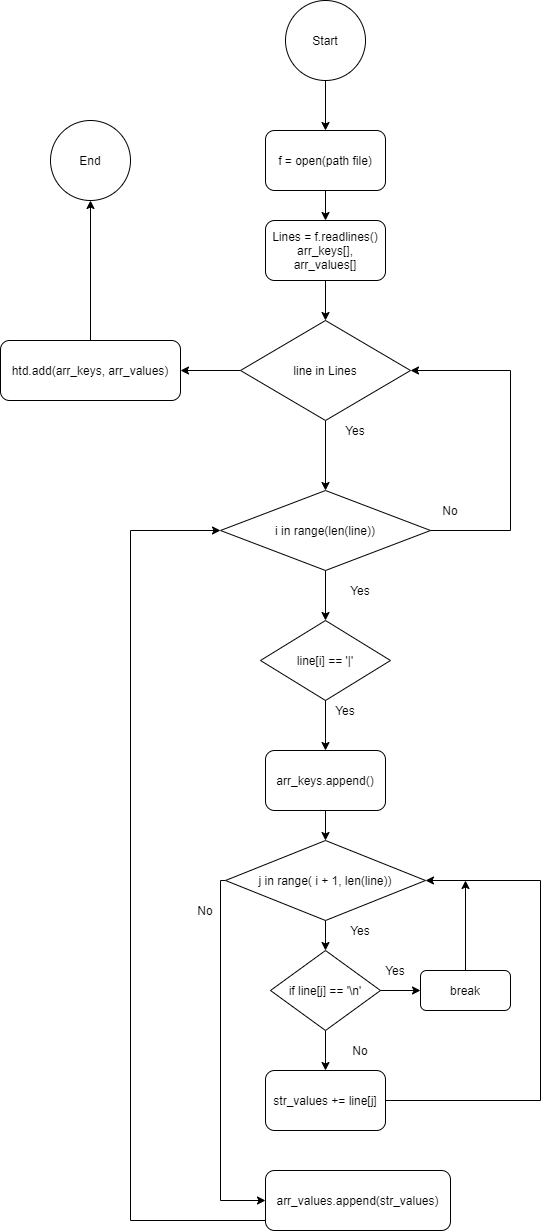 Start
f = open(path file)
End
Lines = f.readlines()
arr_keys[],
arr_values[]
line in Lines
htd.add(arr_keys, arr_values)
Yes
No
i in range(len(line))
Yes
line[i] == '|'
Yes
arr_keys.append()
j in range( i + 1, len(line))
No
Yes
if line[j] == '\n'
Yes
break
No
str_values += line[j]
arr_values.append(str_values)